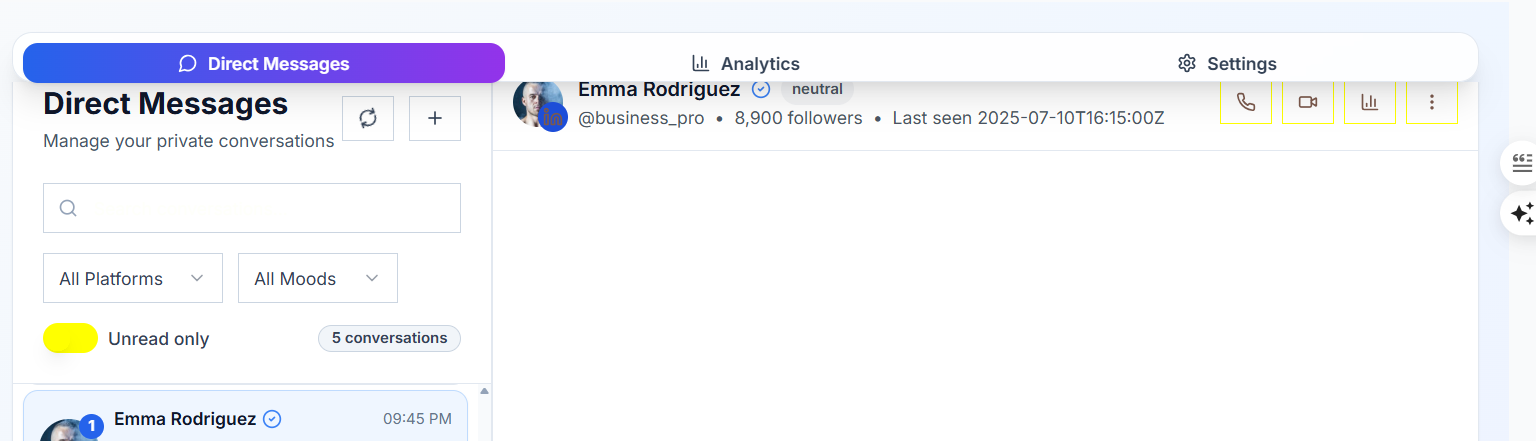 Direct Messages
Analytics
Settings
Direct Messages
Manage your private conversations
All Platforms
All Moods
Unread only
5 conversations
1
Emma Rodriguez
09:45 PM
Emma Rodriguez
neutral
in
@business_pro • 8,900 followers • Last seen 2025-07-10T16:15:00Z